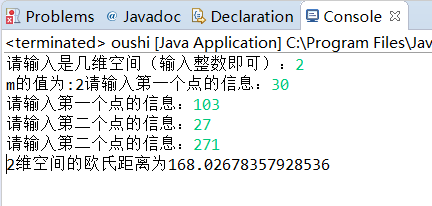 Problems @ Javadoc Declaration Console
<terminated> oushi [Java Application] C:\Program Files\Jav
请输入是几维空间（输入整数即可）：2
m的值为:2请输入第一个点的信息：30
请输入第一个点的信息：103
请输入第二个点的信息：27
请输入第二个点的信息：271
2维空间的欧氏距离为168.02678357928536